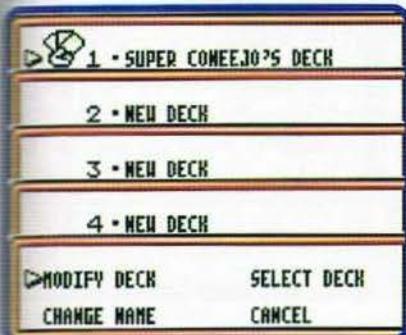 1 · SUPER CONEEJO'S DECK
2 · NEW DECK
3 · NEW DECK
4 · NEW DECK
MODIFY DECK SELECT DECK
CHANGE NAME CANCEL